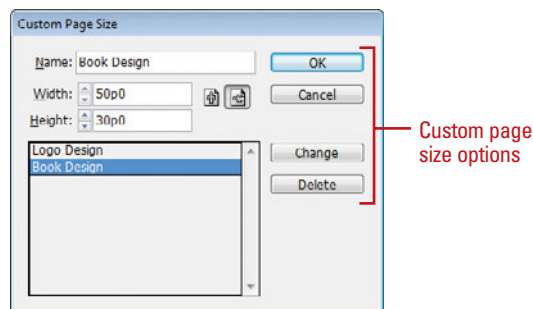 Custom Page Size
Name: Book Design
OK
Width: 50p0
Cancel
Height: 30p0
Logo Design
Book Design
Change
Delete
Custom page
size options